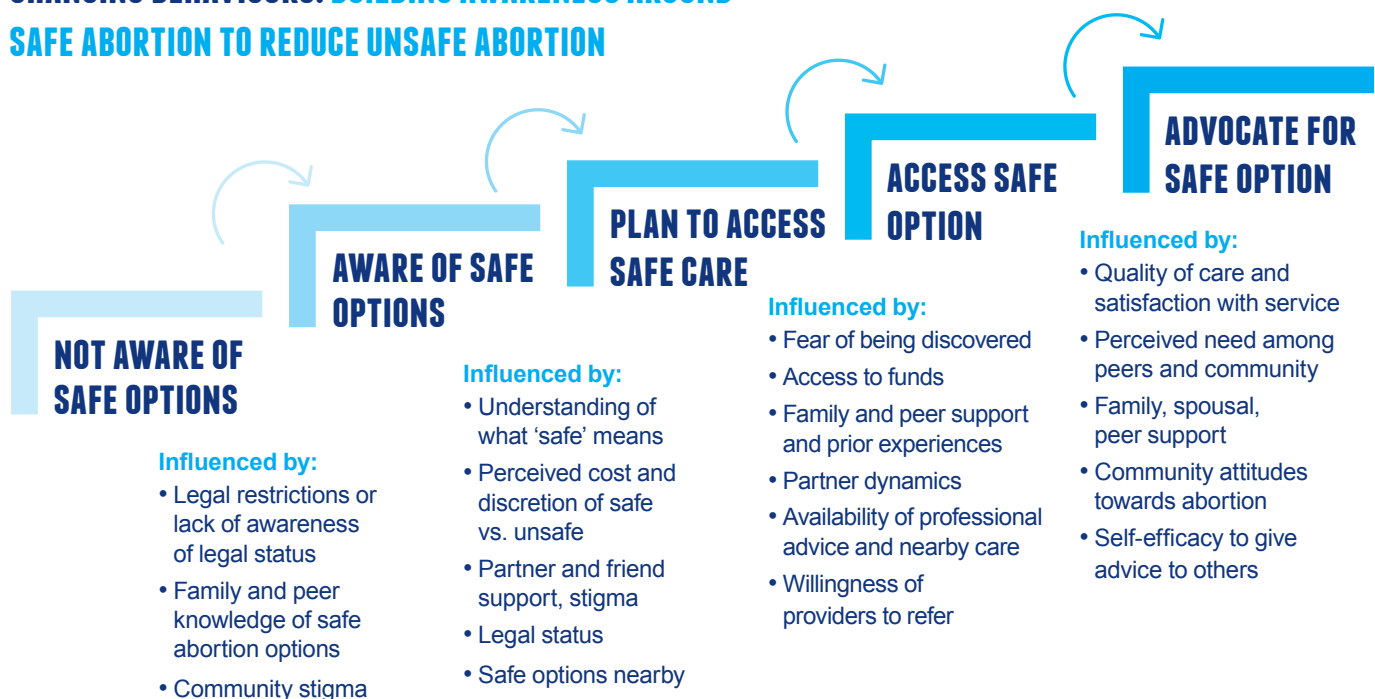 SAFE ABORTION TO REDUCE UNSAFE ABORTION
NOT AWARE OF
SAFE OPTIONS
Influenced by:
• Legal restrictions or
lack of awareness
of legal status
• Family and peer
knowledge of safe
abortion options
• Community stigma
AWARE OF SAFE
OPTIONS
Influenced by:
• Understanding of
what ‘safe’ means
• Perceived cost and
discretion of safe
vs. unsafe
• Partner and friend
support, stigma
• Legal status
• Safe options nearby
PLAN TO ACCESS
SAFE CARE
Influenced by:
• Fear of being discovered
• Access to funds
• Family and peer support
and prior experiences
• Partner dynamics
• Availability of professional
advice and nearby care
• Willingness of
providers to refer
ACCESS SAFE
OPTION
Influenced by:
• Quality of care and
satisfaction with service
• Perceived need among
peers and community
• Family, spousal,
peer support
• Community attitudes
towards abortion
• Self-efficacy to give
advice to others
ADVOCATE FOR
SAFE OPTION